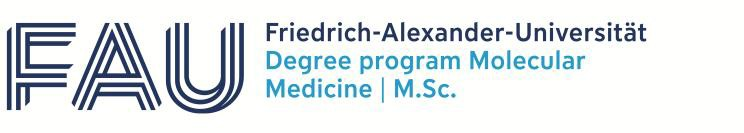 FAU
Friedrich-Alexander-Universität
Degree program Molecular
Medicine | M.Sc.